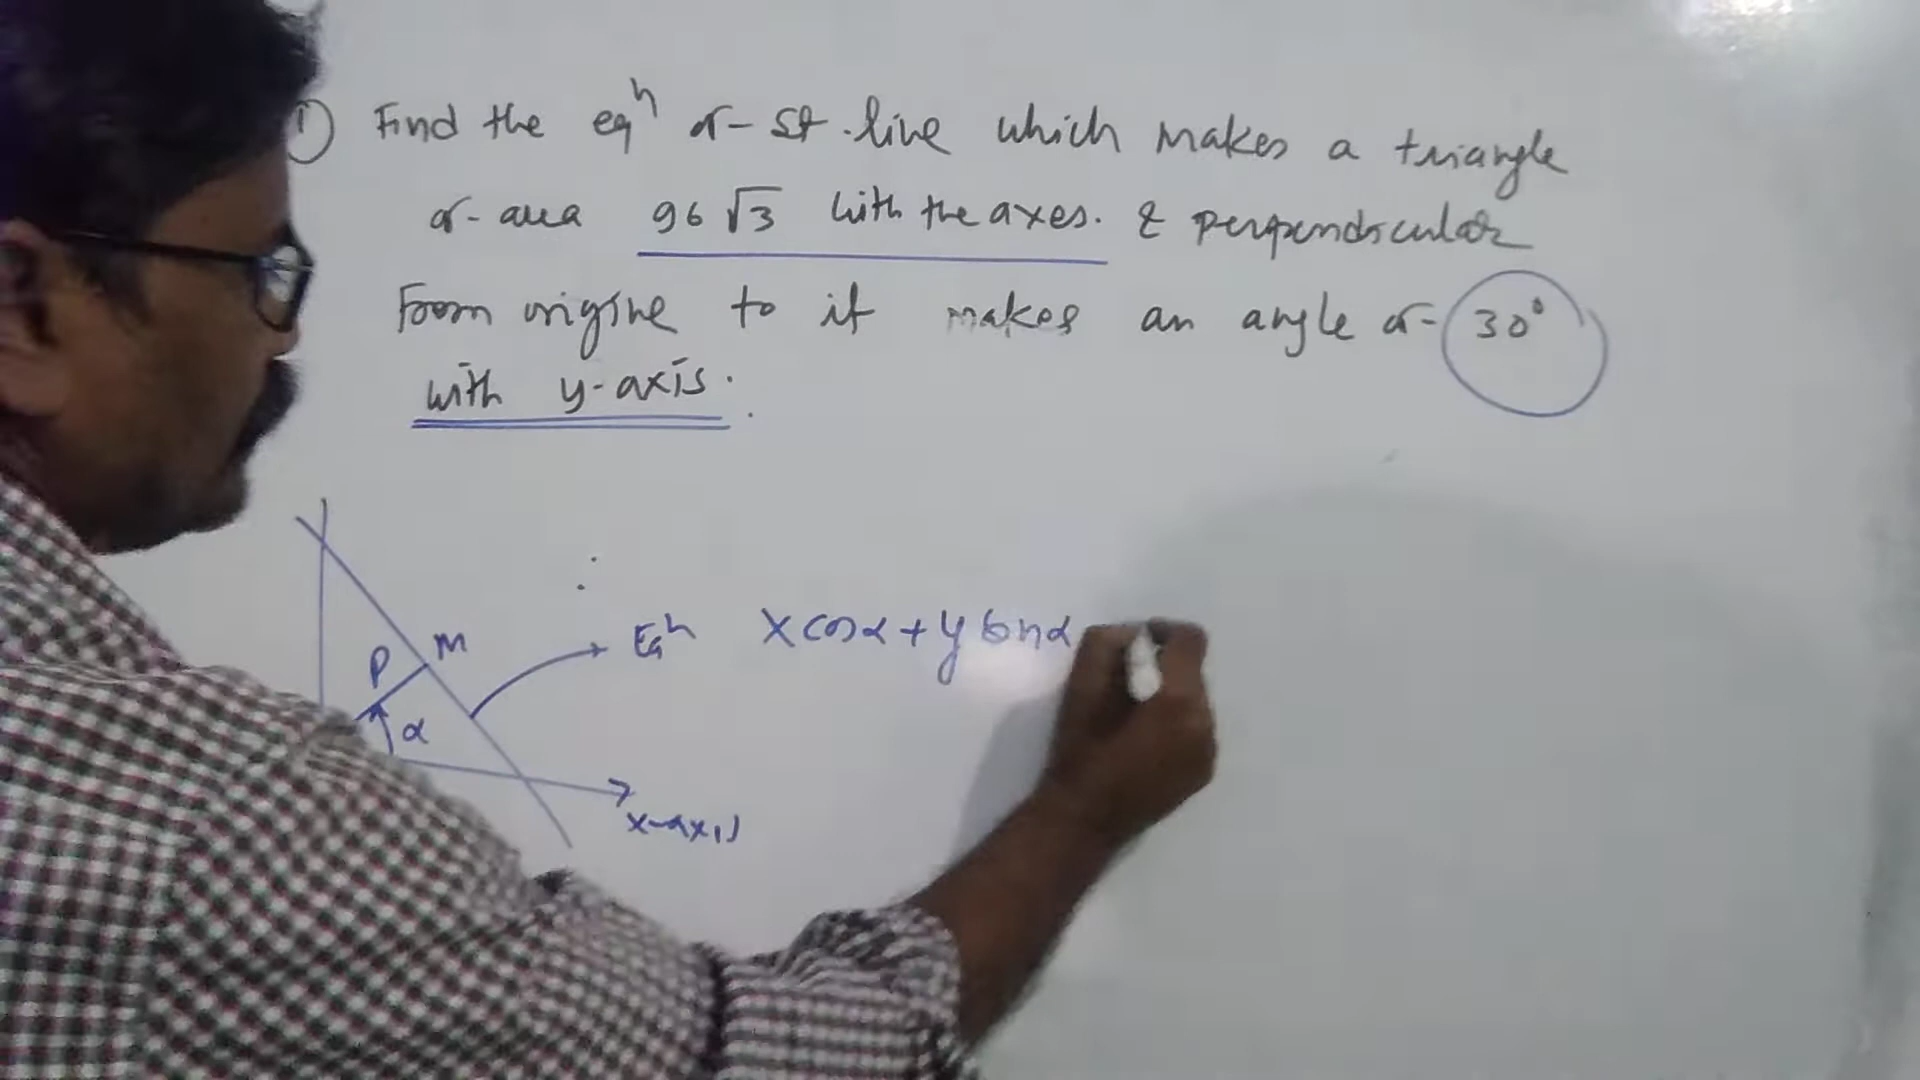 1) Find the eqⁿ of st. line which makes a triangle
of area 96√3 with the axes. & perpendicular
From origine to it makes an angle of 30°
with y-axis.
M
P
Eqⁿ x cosα + y sinα
α
x-axis